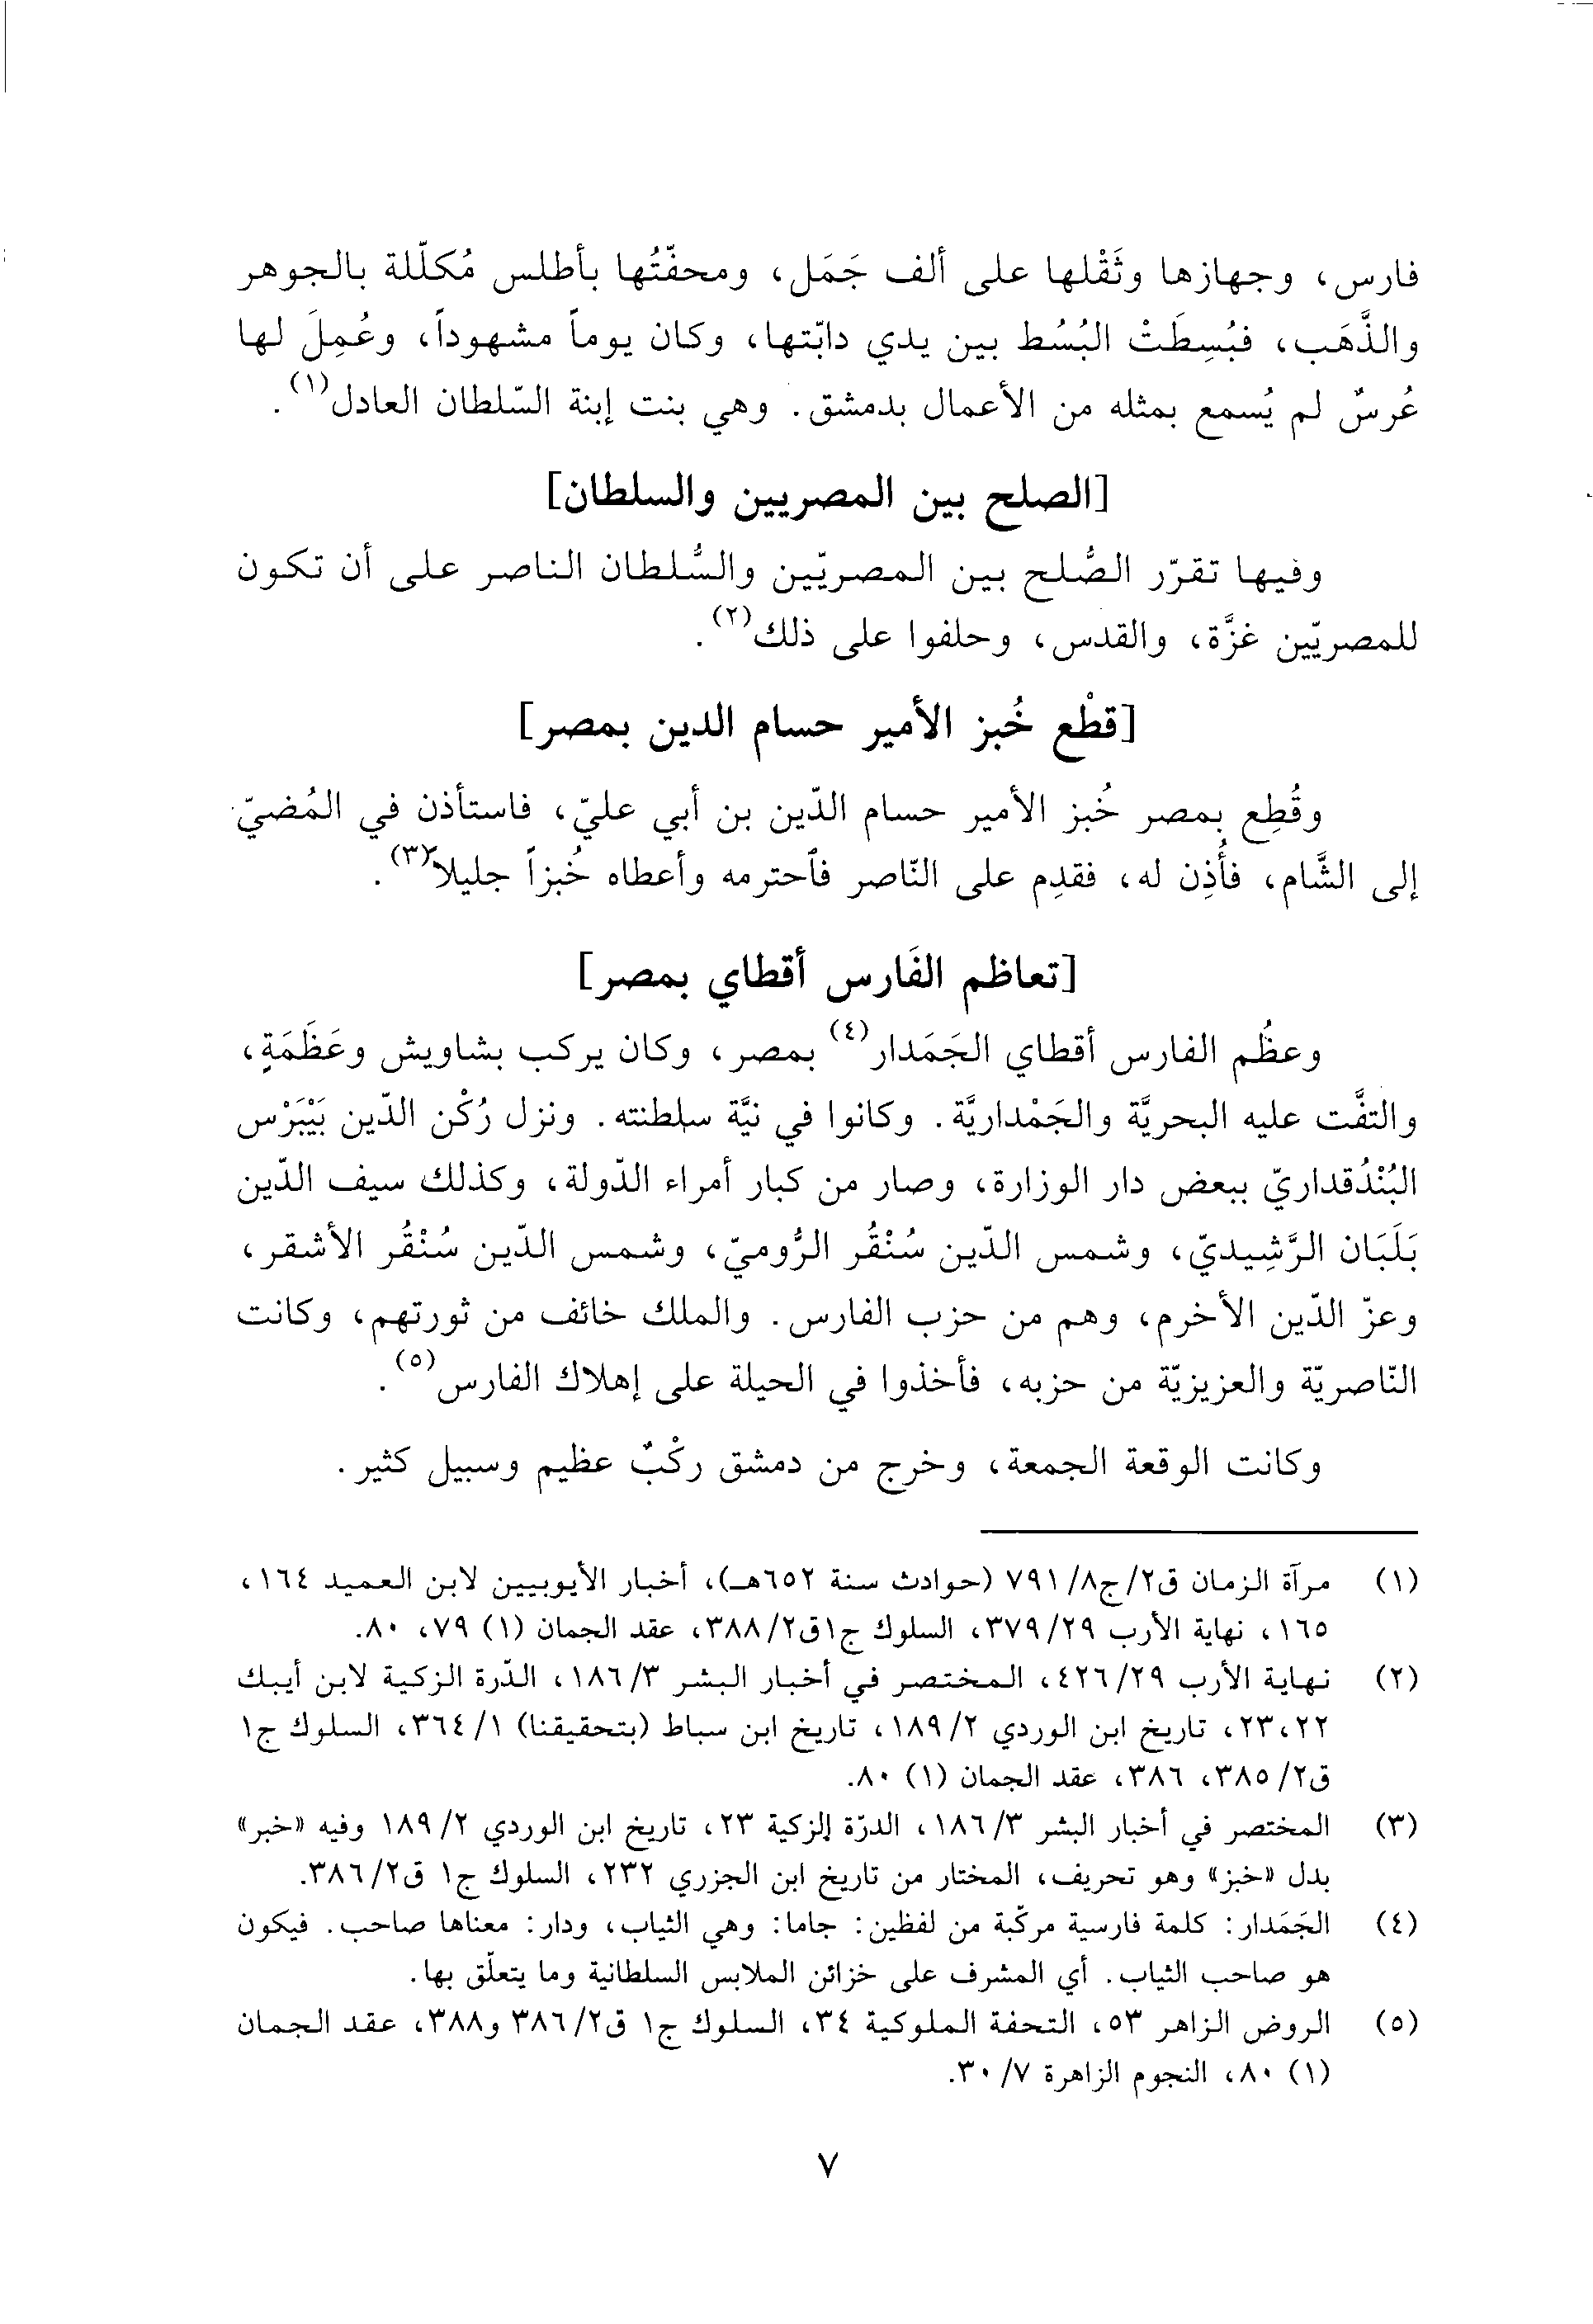 فارس، وجهازها وثَقْلها على ألف جَمَل، ومحفّتُها بأطلس مُكلّلة بالجوهر
والذَّهَب، فبُسِطَتْ البُسُط بين يدي دابّتها، وكان يوماً مشهوداً، وعُمِلَ لها
عُرسٌ لم يُسمع بمثله من الأعمال بدمشق. وهي بنت إبنة السّلطان العادل(١).
[الصلح بين المصريين والسلطان]
وفيها تقرّر الصُّلح بين المصريّين والسُّلطان الناصر على أن تكون
للمصريّين غزَّة، والقدس، وحلفوا على ذلك(٢).
[قطْع خُبز الأمير حسام الدين بمصر]
وقُطِع بمصر خُبز الأمير حسام الدّين بن أبي عليّ، فاستأذن في المُضيّ
إلى الشَّام، فأُذِن له، فقدِم على النّاصر فٱحترمه وأعطاه خُبزاً جليلاً(٣).
[تعاظم الفَارس أقطاي بمصر]
وعظُم الفارس أقطاي الجَمَدار(٤) بمصر، وكان يركب بشاويش وعَظَمَةٍ،
والتفَّت عليه البحريَّة والجَمْداريَّة. وكانوا في نيَّة سلطنته. ونزل رُكْن الدّين بَيْبَرْس
البُنْدُقداريّ ببعض دار الوزارة، وصار من كبار أمراء الدّولة، وكذلك سيف الدّين
بَلَبَان الرَّشِيديّ، وشمس الدّين سُنْقُر الرُّوميّ، وشمس الدّين سُنْقُر الأشقر،
وعزّ الدّين الأخرم، وهم من حزب الفارس. والملك خائف من ثورتهم، وكانت
النّاصريّة والعزيزيّة من حزبه، فأخذوا في الحيلة على إهلاك الفارس(٥).
وكانت الوقعة الجمعة، وخرج من دمشق ركْبٌ عظيم وسبيل كثير.
(١) مرآة الزمان ق٢/ج٨/٧٩١ (حوادث سنة ٦٥٢هـ)، أخبار الأيوبيين لابن العميد ١٦٤،
١٦٥، نهاية الأرب ٣٧٩/٢٩، السلوك ج١ق٣٨٨/٢، عقد الجمان (١) ٧٩، ٨٠.
(٢) نهاية الأرب ٤٢٦/٢٩، المختصر في أخبار البشر ١٨٦/٣، الدّرة الزكية لابن أيبك
٢٣،٢٢، تاريخ ابن الوردي ١٨٩/٢، تاريخ ابن سباط (بتحقيقنا) ٣٦٤/١، السلوك ج١
ق٣٨٥/٢، ٣٨٦، عقد الجمان (١) ٨٠.
(٣) المختصر في أخبار البشر ١٨٦/٣، الدرّة الزكية ٢٣، تاريخ ابن الوردي ١٨٩/٢ وفيه «خبر»
بدل «خبز» وهو تحريف، المختار من تاريخ ابن الجزري ٢٣٢، السلوك ج١ ق٣٨٦/٢.
(٤) الجَمَدار: كلمة فارسية مركّبة من لفظين: جاما: وهي الثياب، ودار: معناها صاحب. فيكون
هو صاحب الثياب. أي المشرف على خزائن الملابس السلطانية وما يتعلّق بها.
(٥) الروض الزاهر ٥٣، التحفة الملوكية ٣٤، السلوك ج١ ق٣٨٦/٢ و٣٨٨، عقد الجمان
(١) ٨٠، النجوم الزاهرة ٣٠/٧.
٧